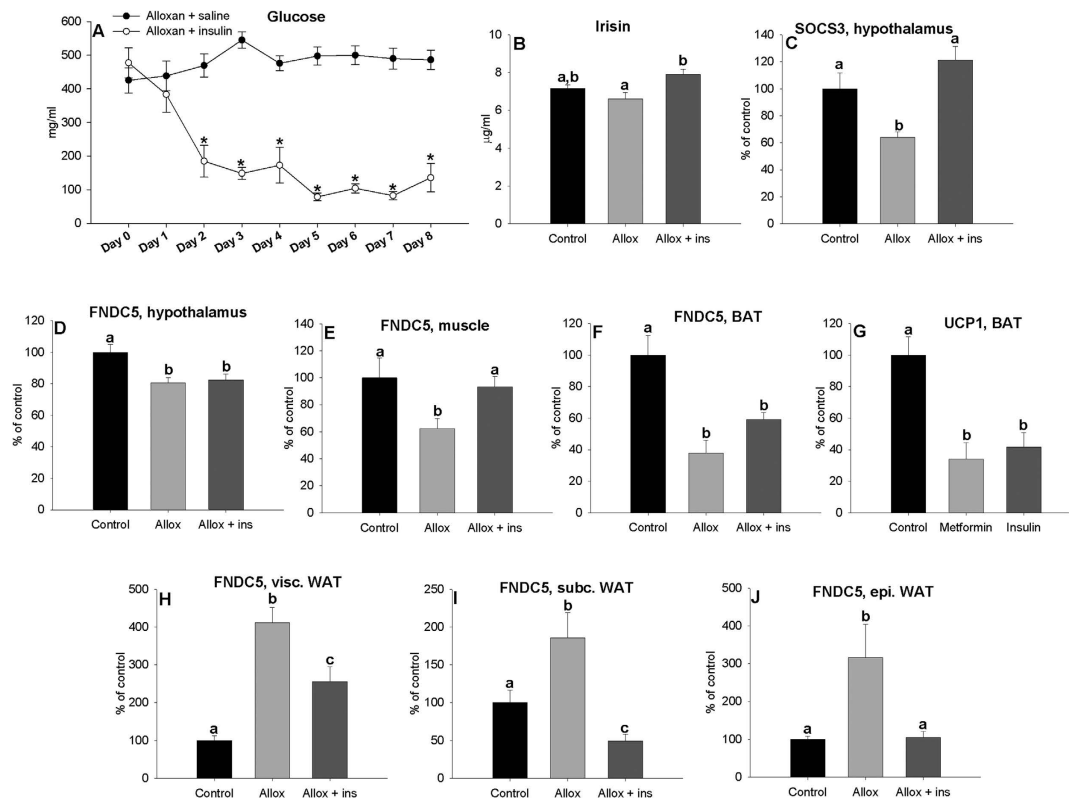 Alloxan + saline
Alloxan + insulin
A
Glucose
600
500
400
300
200
100
0
mg/ml
*
*
*
*
*
*
*
Day 0
Day 1
Day 2
Day 3
Day 4
Day 5
Day 6
Day 7
Day 8
B
Irisin
10
8
6
4
2
0
µg/ml
a,b
a
b
Control
Allox
Allox + ins
C
SOCS3, hypothalamus
140
120
100
80
60
40
20
0
% of control
a
b
a
Control
Allox
Allox + ins
D
FNDC5, hypothalamus
120
100
80
60
40
20
0
% of control
a
b
b
Control
Allox
Allox + ins
E
FNDC5, muscle
140
120
100
80
60
40
20
0
% of control
a
b
a
Control
Allox
Allox + ins
F
FNDC5, BAT
120
100
80
60
40
20
0
% of control
a
b
b
Control
Allox
Allox + ins
G
UCP1, BAT
120
100
80
60
40
20
0
% of control
a
b
b
Control
Metformin
Insulin
H
FNDC5, visc. WAT
500
400
300
200
100
0
% of control
a
b
c
Control
Allox
Allox + ins
I
FNDC5, subc. WAT
250
200
150
100
50
0
% of control
a
b
c
Control
Allox
Allox + ins
J
FNDC5, epi. WAT
500
400
300
200
100
0
% of control
a
b
a
Control
Allox
Allox + ins